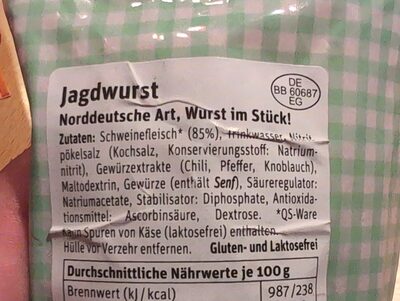 Jagdwurst
DE
BB 60687
EG
Norddeutsche Art, Wurst im Stück!
Zutaten: Schweinefleisch* (85%), Trinkwasser, Nitrit-
pökelsalz (Kochsalz, Konservierungsstoff: Natrium-
nitrit), Gewürzextrakte (Chili, Pfeffer, Knoblauch),
Maltodextrin, Gewürze (enthält Senf), Säureregulator:
Natriumacetate, Stabilisator: Diphosphate, Antioxida-
tionsmittel: Ascorbinsäure, Dextrose. *QS-Ware
Kann Spuren von Käse (laktosefrei) enthalten.
Hülle vor Verzehr entfernen. Gluten- und Laktosefrei
Durchschnittliche Nährwerte je 100 g
Brennwert (kJ/kcal) 987/238